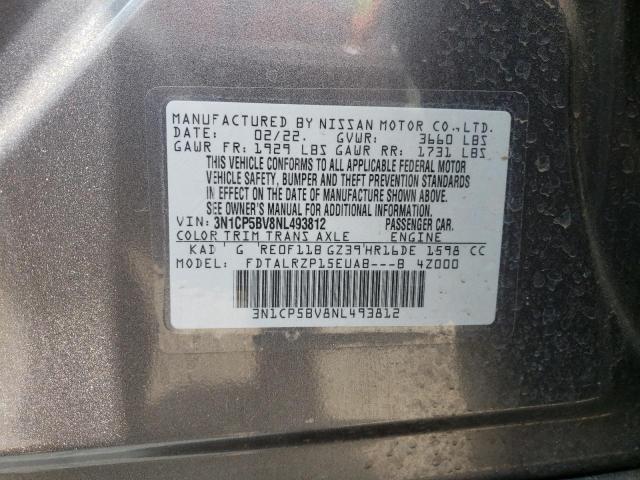 MANUFACTURED BY NISSAN MOTOR CO.,LTD.
DATE: 02/22. GVWR: 3660 LBS
GAWR FR: 1929 LBS GAWR RR: 1731 LBS
THIS VEHICLE CONFORMS TO ALL APPLICABLE FEDERAL MOTOR
VEHICLE SAFETY, BUMPER AND THEFT PREVENTION STANDARDS
IN EFFECT ON THE DATE OF MANUFACTURE SHOWN ABOVE.
SEE OWNER'S MANUAL FOR ADDITIONAL INFORMATION.
VIN: 3N1CP5BV8NL493812 PASSENGER CAR.
COLOR TRIM TRANS AXLE ENGINE
KAD G RE0F11B GZ39 HR16DE 1598 CC
MODEL: FDTALRZP15EUAB---B 4Z000
3N1CP5BV8NL493812